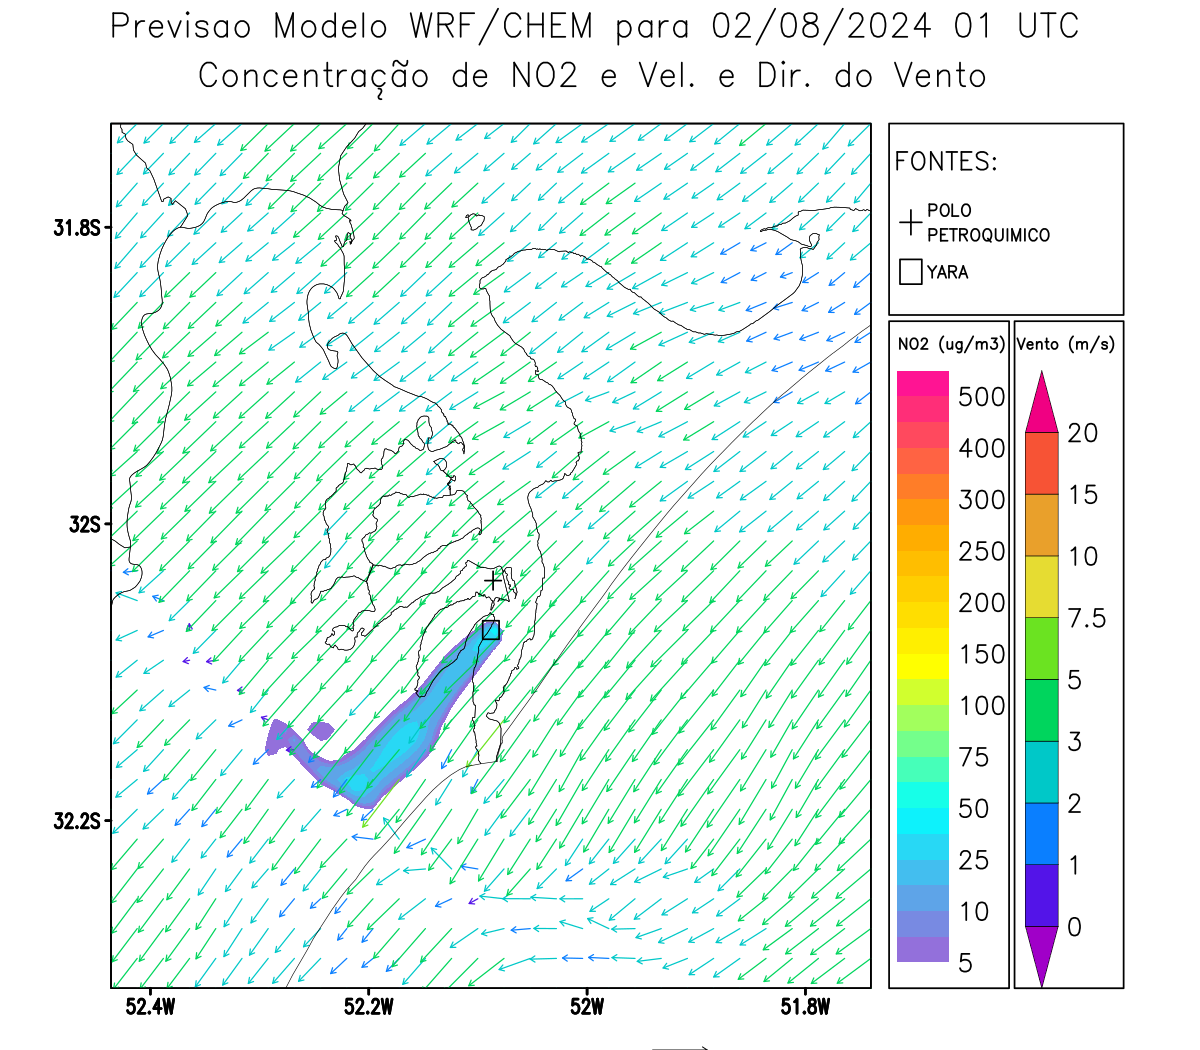 Previsao Modelo WRF/CHEM para 02/08/2024 01 UTC
Concentração de NO2 e Vel. e Dir. do Vento
FONTES:
POLO
PETROQUIMICO
YARA
NO2 (ug/m3)
500
400
300
250
200
150
100
75
50
25
10
5
Vento (m/s)
20
15
10
7.5
5
3
2
1
0
31.8S
32S
32.2S
52.4W 52.2W 52W 51.8W